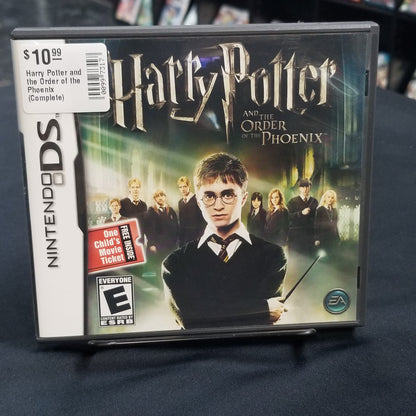 $10.99
Harry Potter and
the Order of the
Phoenix
(Complete)
Harry Potter
AND THE
ORDER
OF THE PHOENIX
NINTENDO DS
One
Child's
Movie
Ticket
FREE INSIDE
EVERYONE
E
CONTENT RATED BY
ESRB
EA